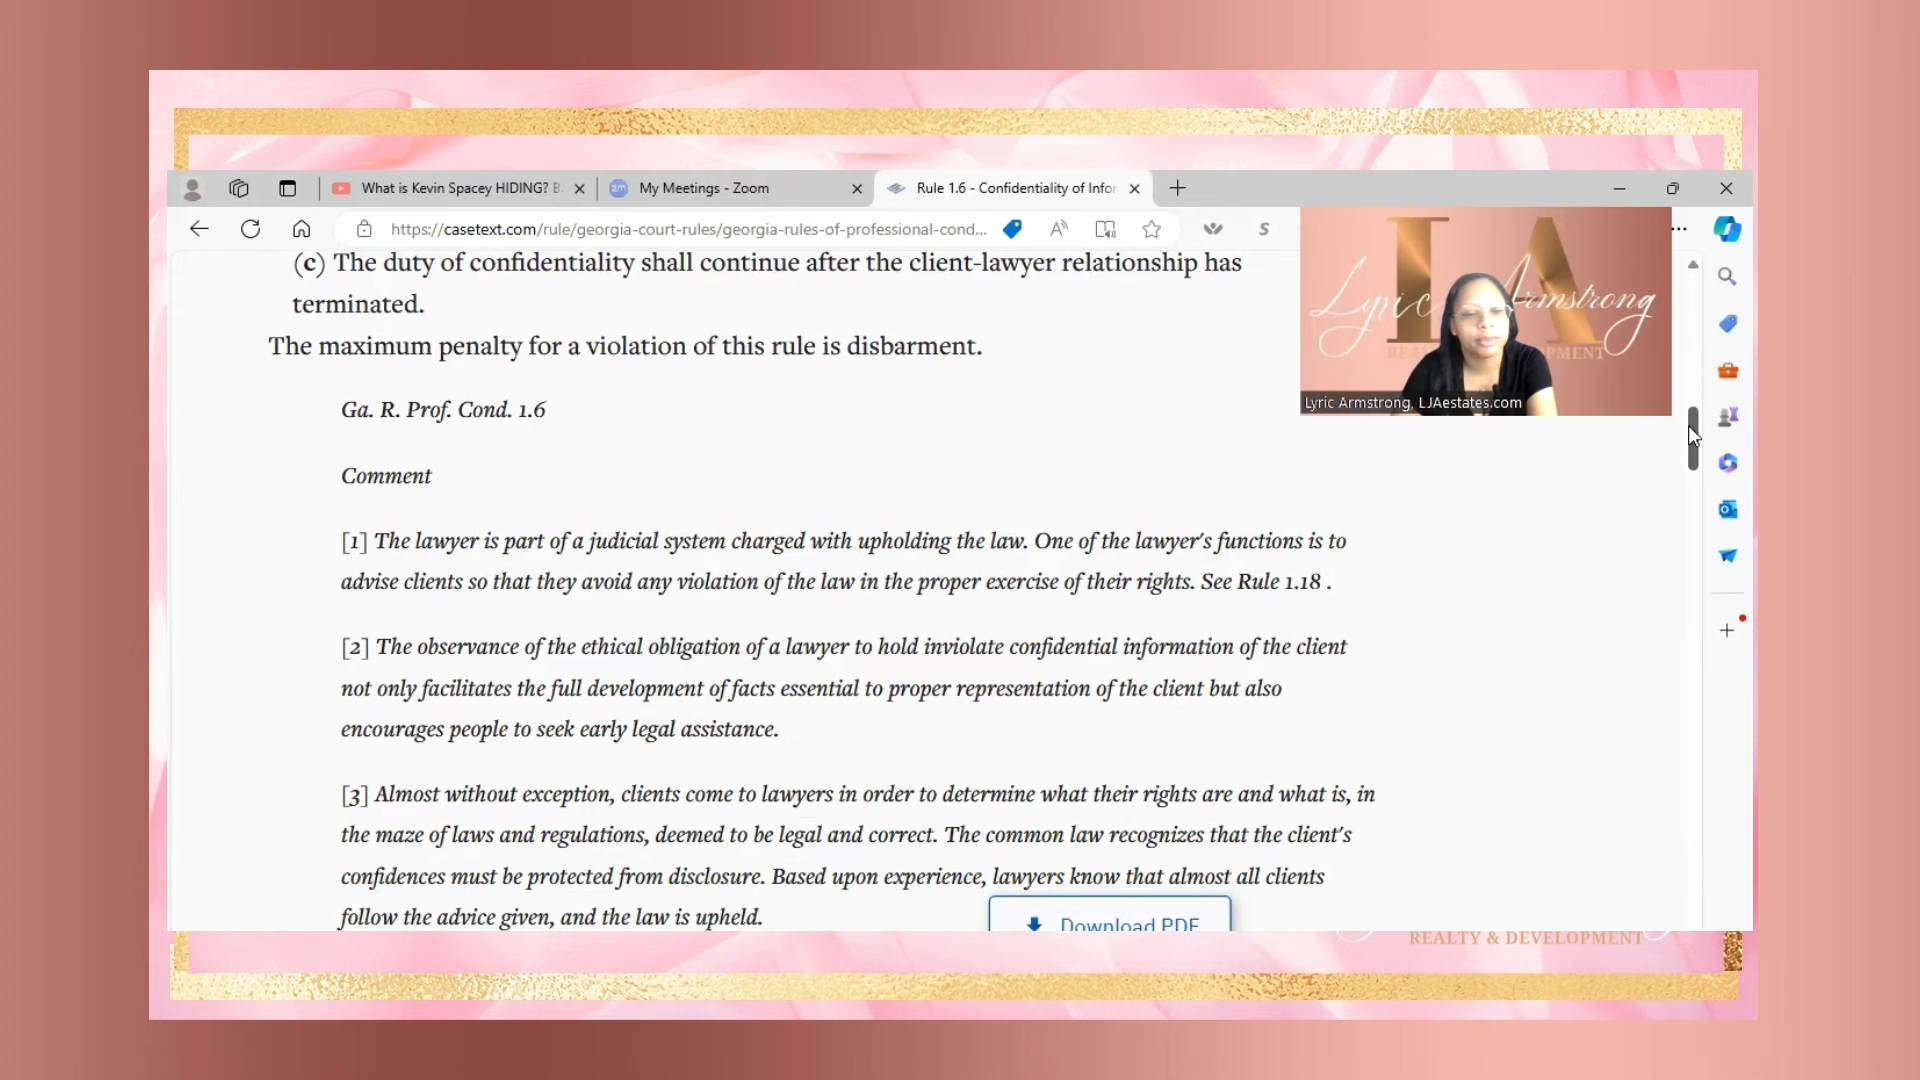 What is Kevin Spacey HIDING? B
My Meetings - Zoom
Rule 1.6 - Confidentiality of Infor
https://casetext.com/rule/georgia-court-rules/georgia-rules-of-professional-cond...
(c) The duty of confidentiality shall continue after the client-lawyer relationship has
terminated.
The maximum penalty for a violation of this rule is disbarment.
Lyric Armstrong
Lyric Armstrong, LJAestates.com
Ga. R. Prof. Cond. 1.6
Comment
[1] The lawyer is part of a judicial system charged with upholding the law. One of the lawyer's functions is to
advise clients so that they avoid any violation of the law in the proper exercise of their rights. See Rule 1.18 .
[2] The observance of the ethical obligation of a lawyer to hold inviolate confidential information of the client
not only facilitates the full development of facts essential to proper representation of the client but also
encourages people to seek early legal assistance.
[3] Almost without exception, clients come to lawyers in order to determine what their rights are and what is, in
the maze of laws and regulations, deemed to be legal and correct. The common law recognizes that the client's
confidences must be protected from disclosure. Based upon experience, lawyers know that almost all clients
follow the advice given, and the law is upheld.
Download PDF
REALTY & DEVELOPMENT